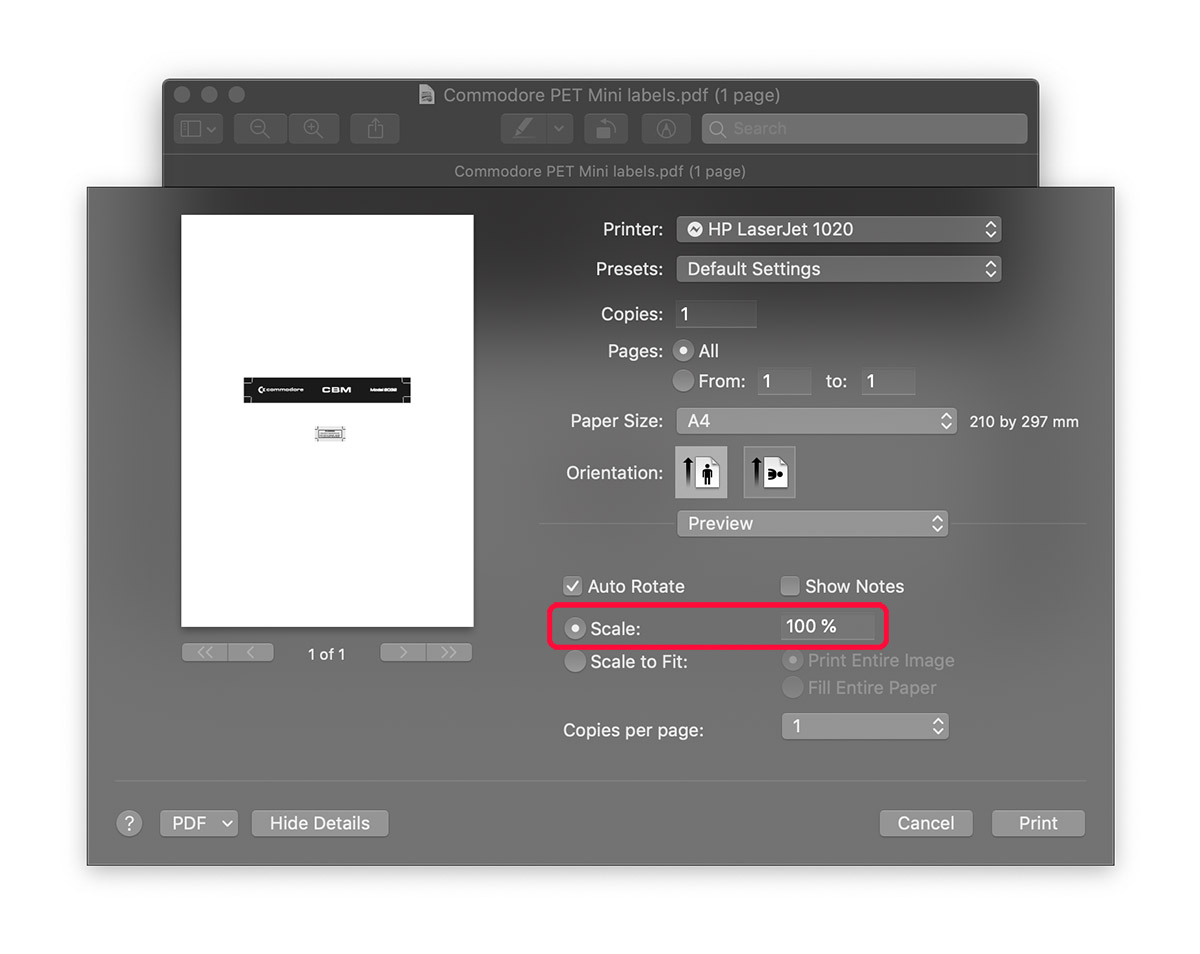 Commodore PET Mini labels.pdf (1 page)
Search
Commodore PET Mini labels.pdf (1 page)
Printer: HP LaserJet 1020
Presets: Default Settings
Copies: 1
Pages: All
From: 1 to: 1
Paper Size: A4 210 by 297 mm
Orientation:
Preview
commodore CBM Model 8032
Auto Rotate Show Notes
Scale: 100 %
1 of 1
Scale to Fit: Print Entire Image
Fill Entire Paper
Copies per page: 1
? PDF Hide Details Cancel Print